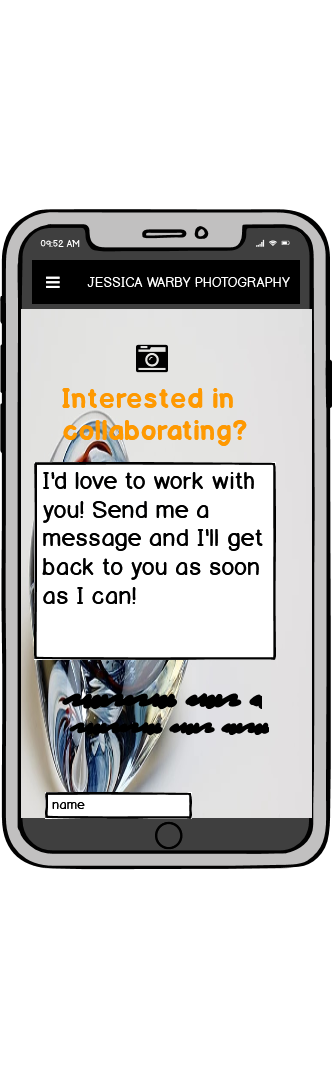 09:52 AM
JESSICA WARBY PHOTOGRAPHY
Interested in
collaborating?
I'd love to work with
you! Send me a
message and I'll get
back to you as soon
as I can!
name